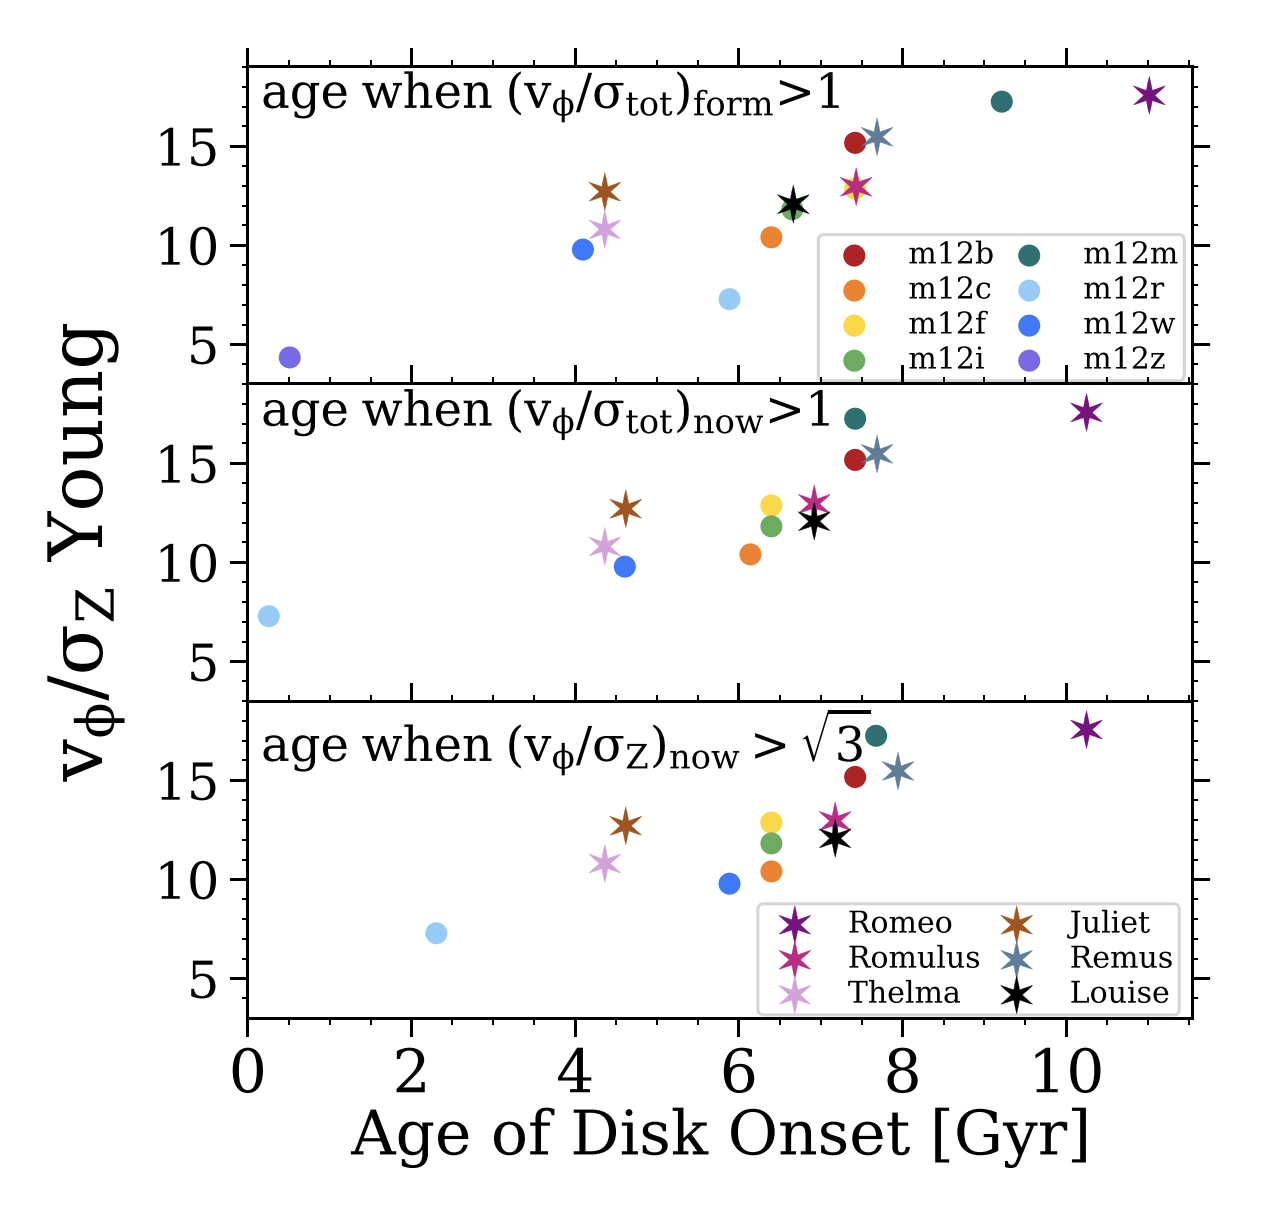 age when (vϕ/σtot)form>1
15
10
5
m12b m12m
m12c m12r
m12f m12w
m12i m12z
age when (vϕ/σtot)now>1
15
10
5
vϕ/σZ Young
age when (vϕ/σZ)now > √3
15
10
5
Romeo Juliet
Romulus Remus
Thelma Louise
0 2 4 6 8 10
Age of Disk Onset [Gyr]